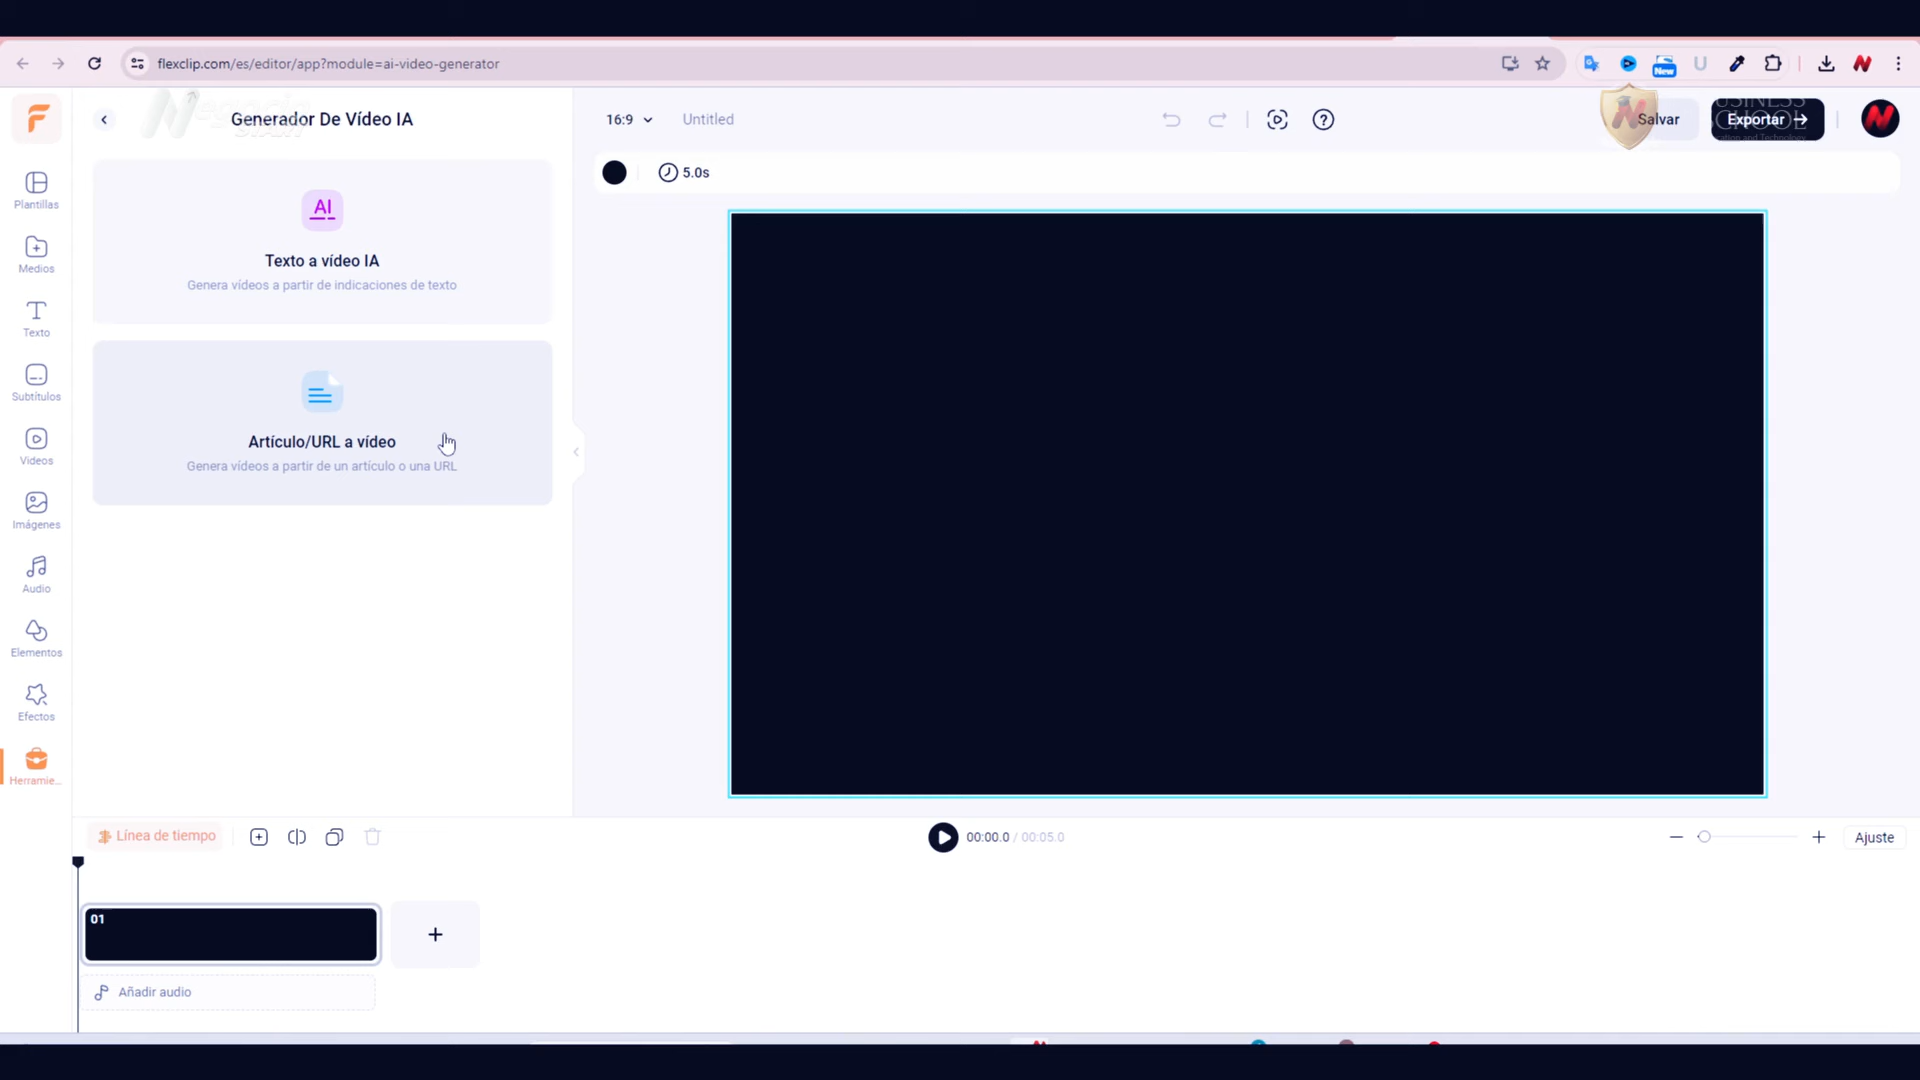 flexclip.com/es/editor/app?module=ai-video-generator
New
Generador De Vídeo IA
16:9
Untitled
Salvar
Exportar
Plantillas
Medios
Texto
Subtítulos
Videos
Imágenes
Audio
Elementos
Efectos
Herramie...
5.0s
AI
Texto a vídeo IA
Genera vídeos a partir de indicaciones de texto
Artículo/URL a vídeo
Genera vídeos a partir de un artículo o una URL
Línea de tiempo
00:00.0 / 00:05.0
Ajuste
01
+
Añadir audio